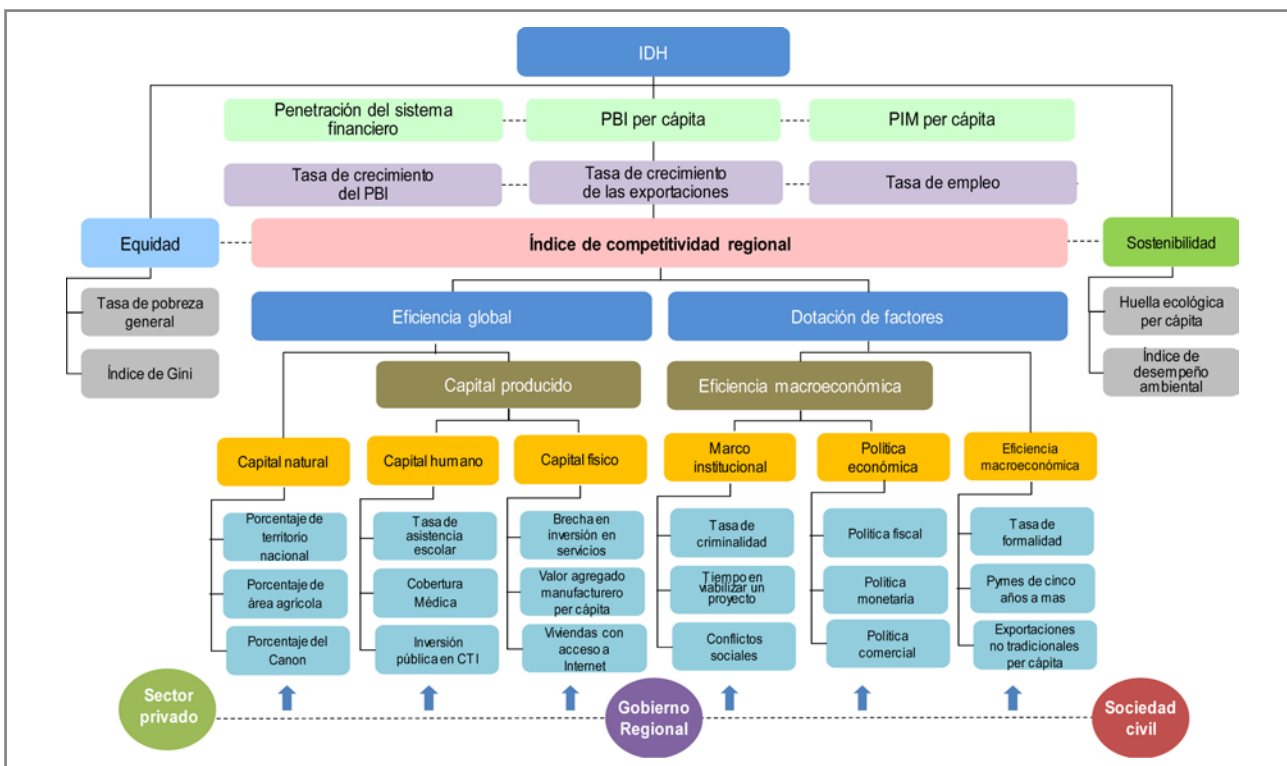 IDH
Penetración del sistema
financiero
PBI per cápita
PIM per cápita
Tasa de crecimiento
del PBI
Tasa de crecimiento
de las exportaciones
Tasa de empleo
Equidad
Índice de competitividad regional
Sostenibilidad
Tasa de pobreza
general
Índice de Gini
Eficiencia global
Dotación de factores
Huella ecológica
per cápita
Índice de
desempeño
ambiental
Capital producido
Eficiencia macroeconómica
Capital natural
Capital humano
Capital físico
Marco
institucional
Política
económica
Eficiencia
macroeconómica
Porcentaje de
territorio
nacional
Tasa de
asistencia
escolar
Brecha en
inversión en
servicios
Tasa de
criminalidad
Política fiscal
Tasa de
formalidad
Porcentaje de
área agrícola
Cobertura
Médica
Valor agregado
manufacturero
per cápita
Tiempo en
viabilizar un
proyecto
Política
monetaria
Pymes de cinco
años a mas
Porcentaje del
Canon
Inversión
pública en CTI
Viviendas con
acceso a
Internet
Conflictos
sociales
Política
comercial
Exportaciones
no tradicionales
per cápita
Sector
privado
Gobierno
Regional
Sociedad
civil